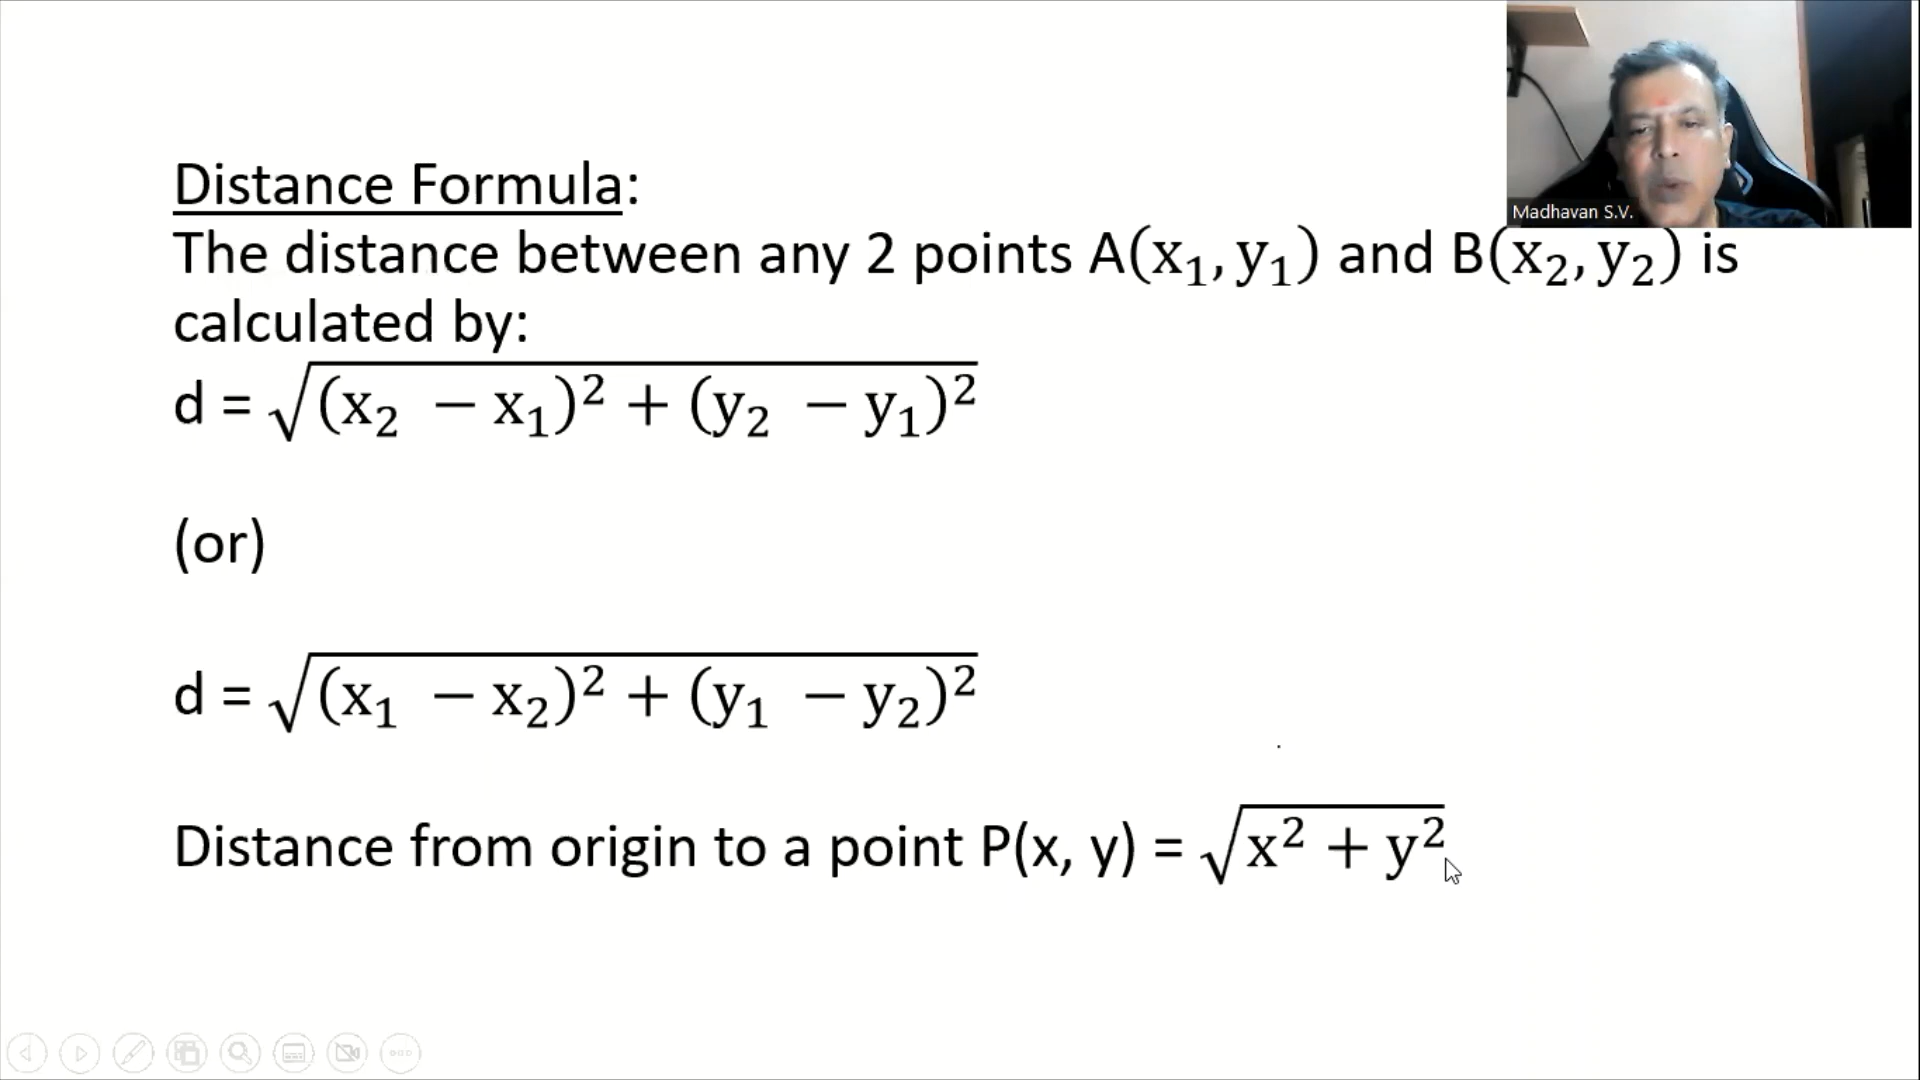 Madhavan S.V.
Distance Formula:
The distance between any 2 points A(x₁, y₁) and B(x₂, y₂) is
calculated by:
d = √(x₂ − x₁)² + (y₂ − y₁)²
(or)
d = √(x₁ − x₂)² + (y₁ − y₂)²
Distance from origin to a point P(x, y) = √x² + y²